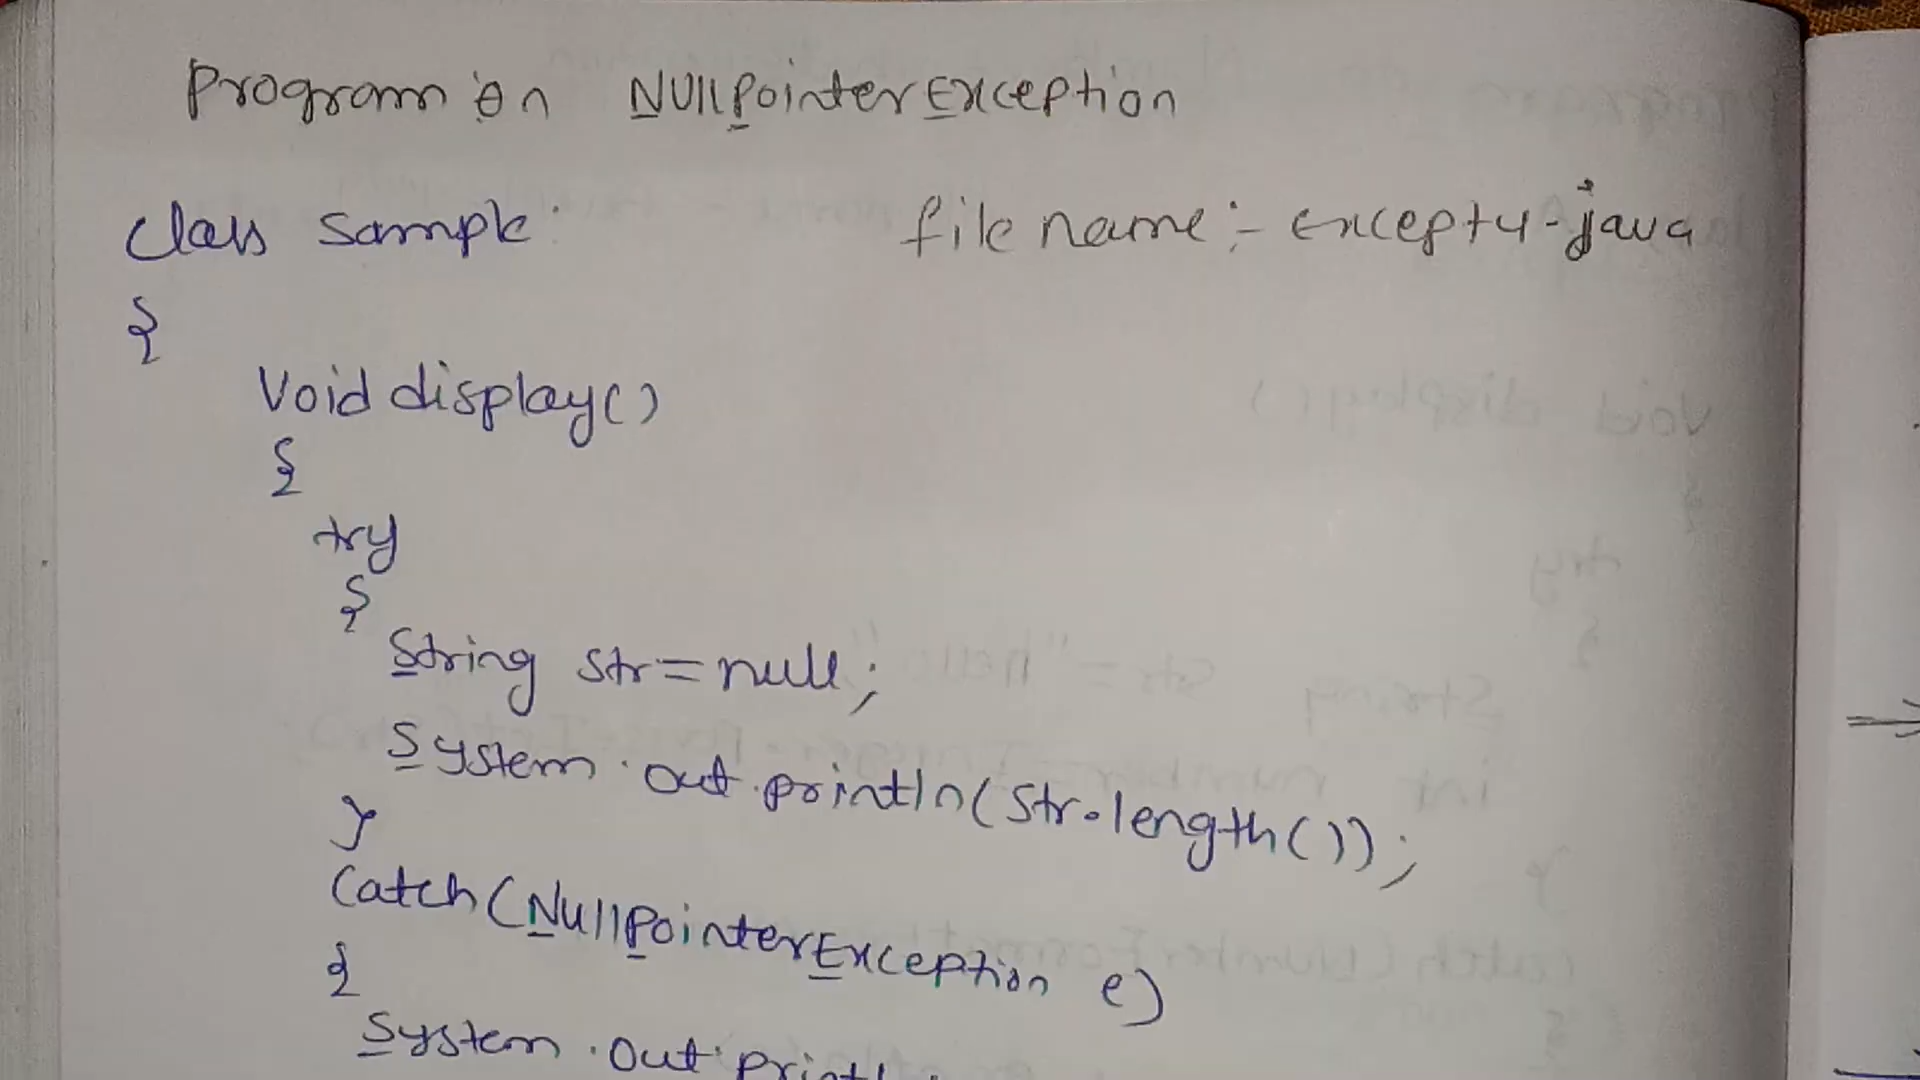 Program on NullPointerException
class sample
file name :- except4.java
{
void display()
{
try
{
String str=null;
System.out.println(str.length());
}
catch(NullPointerException e)
{
System.out.println